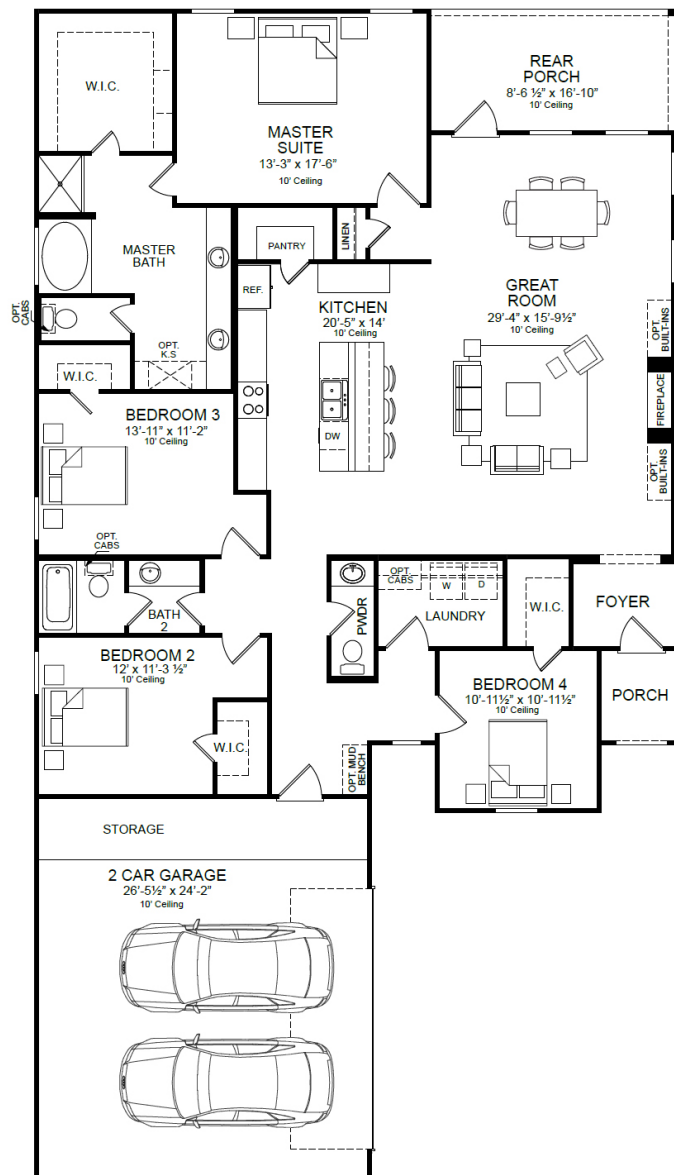 W.I.C.
MASTER
SUITE
13'-3" x 17'-6"
10' Ceiling
REAR
PORCH
8'-6 ½" x 16'-10"
10' Ceiling
MASTER
BATH
PANTRY
LINEN
OPT.
CABS
REF.
KITCHEN
20'-5" x 14'
10' Ceiling
GREAT
ROOM
29'-4" x 15'-9½"
10' Ceiling
OPT.
BUILT-INS
FIREPLACE
OPT.
BUILT-INS
OPT.
K.S
W.I.C.
DW
BEDROOM 3
13'-11" x 11'-2"
10' Ceiling
OPT.
CABS
BATH
2
PWDR
OPT.
CABS
W
D
LAUNDRY
W.I.C.
FOYER
BEDROOM 2
12' x 11'-3 ½"
10' Ceiling
W.I.C.
BEDROOM 4
10'-11½" x 10'-11½"
10' Ceiling
PORCH
OPT. MUD
BENCH
STORAGE
2 CAR GARAGE
26'-5½" x 24'-2"
10' Ceiling